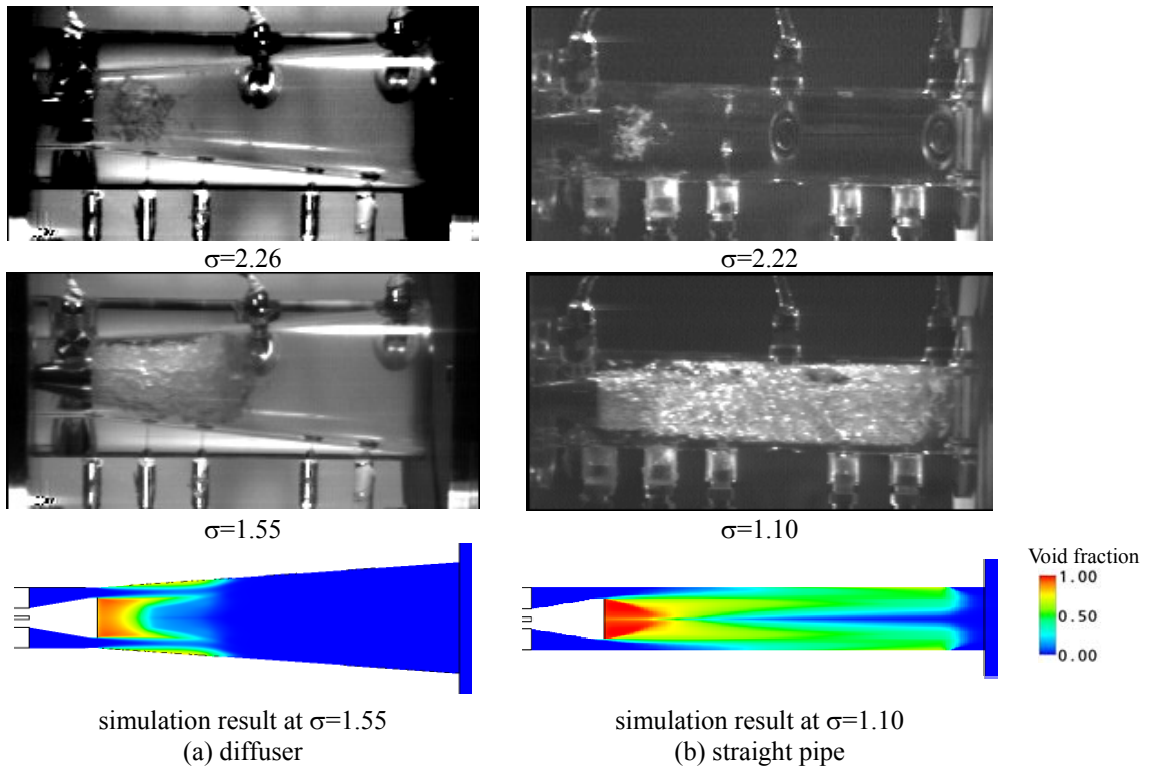 σ=2.26
σ=2.22
σ=1.55
σ=1.10
Void fraction
1.00
0.50
0.00
simulation result at σ=1.55
simulation result at σ=1.10
(a) diffuser
(b) straight pipe